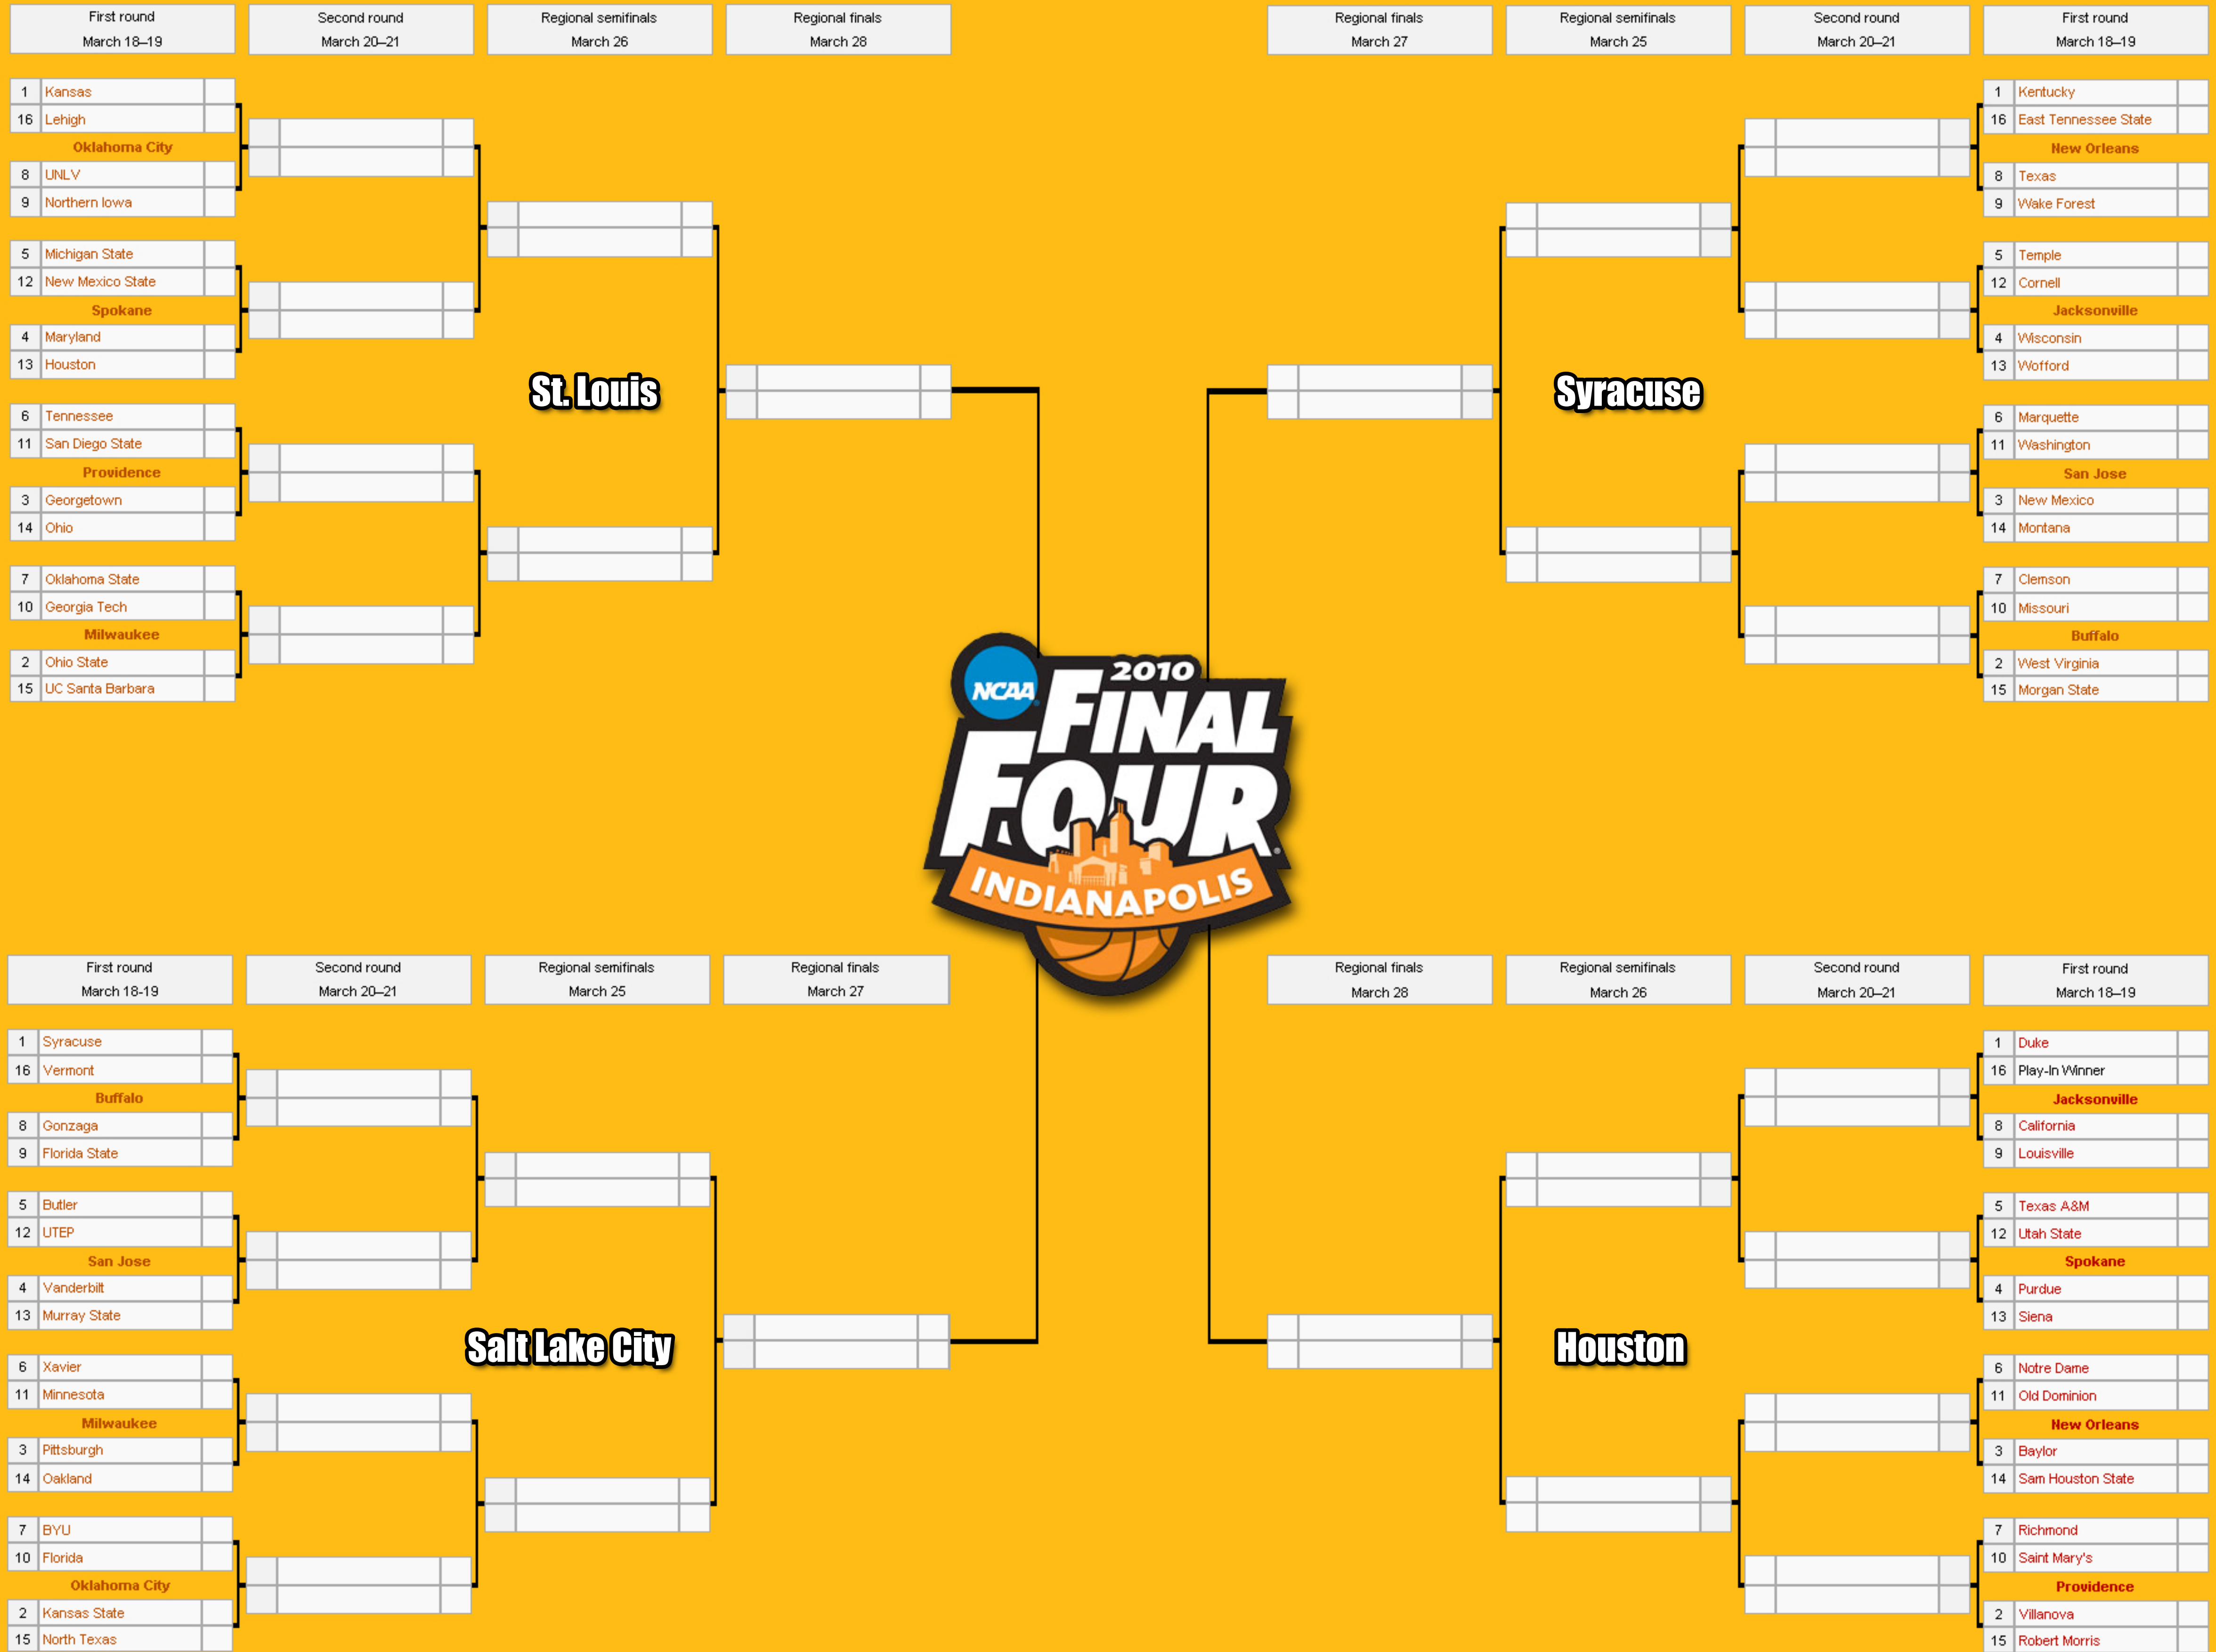 First round
March 18–19
Second round
March 20–21
Regional semifinals
March 26
Regional finals
March 28
1 Kansas
16 Lehigh
Oklahoma City
8 UNLV
9 Northern Iowa
5 Michigan State
12 New Mexico State
Spokane
4 Maryland
13 Houston
6 Tennessee
11 San Diego State
Providence
3 Georgetown
14 Ohio
7 Oklahoma State
10 Georgia Tech
Milwaukee
2 Ohio State
15 UC Santa Barbara
St. Louis
Regional finals
March 27
Regional semifinals
March 25
Second round
March 20–21
First round
March 18–19
1 Kentucky
16 East Tennessee State
New Orleans
8 Texas
9 Wake Forest
5 Temple
12 Cornell
Jacksonville
4 Wisconsin
13 Wofford
6 Marquette
11 Washington
San Jose
3 New Mexico
14 Montana
7 Clemson
10 Missouri
Buffalo
2 West Virginia
15 Morgan State
Syracuse
NCAA
2010
FINAL
FOUR
INDIANAPOLIS
First round
March 18-19
Second round
March 20–21
Regional semifinals
March 25
Regional finals
March 27
1 Syracuse
16 Vermont
Buffalo
8 Gonzaga
9 Florida State
5 Butler
12 UTEP
San Jose
4 Vanderbilt
13 Murray State
6 Xavier
11 Minnesota
Milwaukee
3 Pittsburgh
14 Oakland
7 BYU
10 Florida
Oklahoma City
2 Kansas State
15 North Texas
Salt Lake City
Regional finals
March 28
Regional semifinals
March 26
Second round
March 20–21
First round
March 18–19
1 Duke
16 Play-In Winner
Jacksonville
8 California
9 Louisville
5 Texas A&M
12 Utah State
Spokane
4 Purdue
13 Siena
6 Notre Dame
11 Old Dominion
New Orleans
3 Baylor
14 Sam Houston State
7 Richmond
10 Saint Mary's
Providence
2 Villanova
15 Robert Morris
Houston